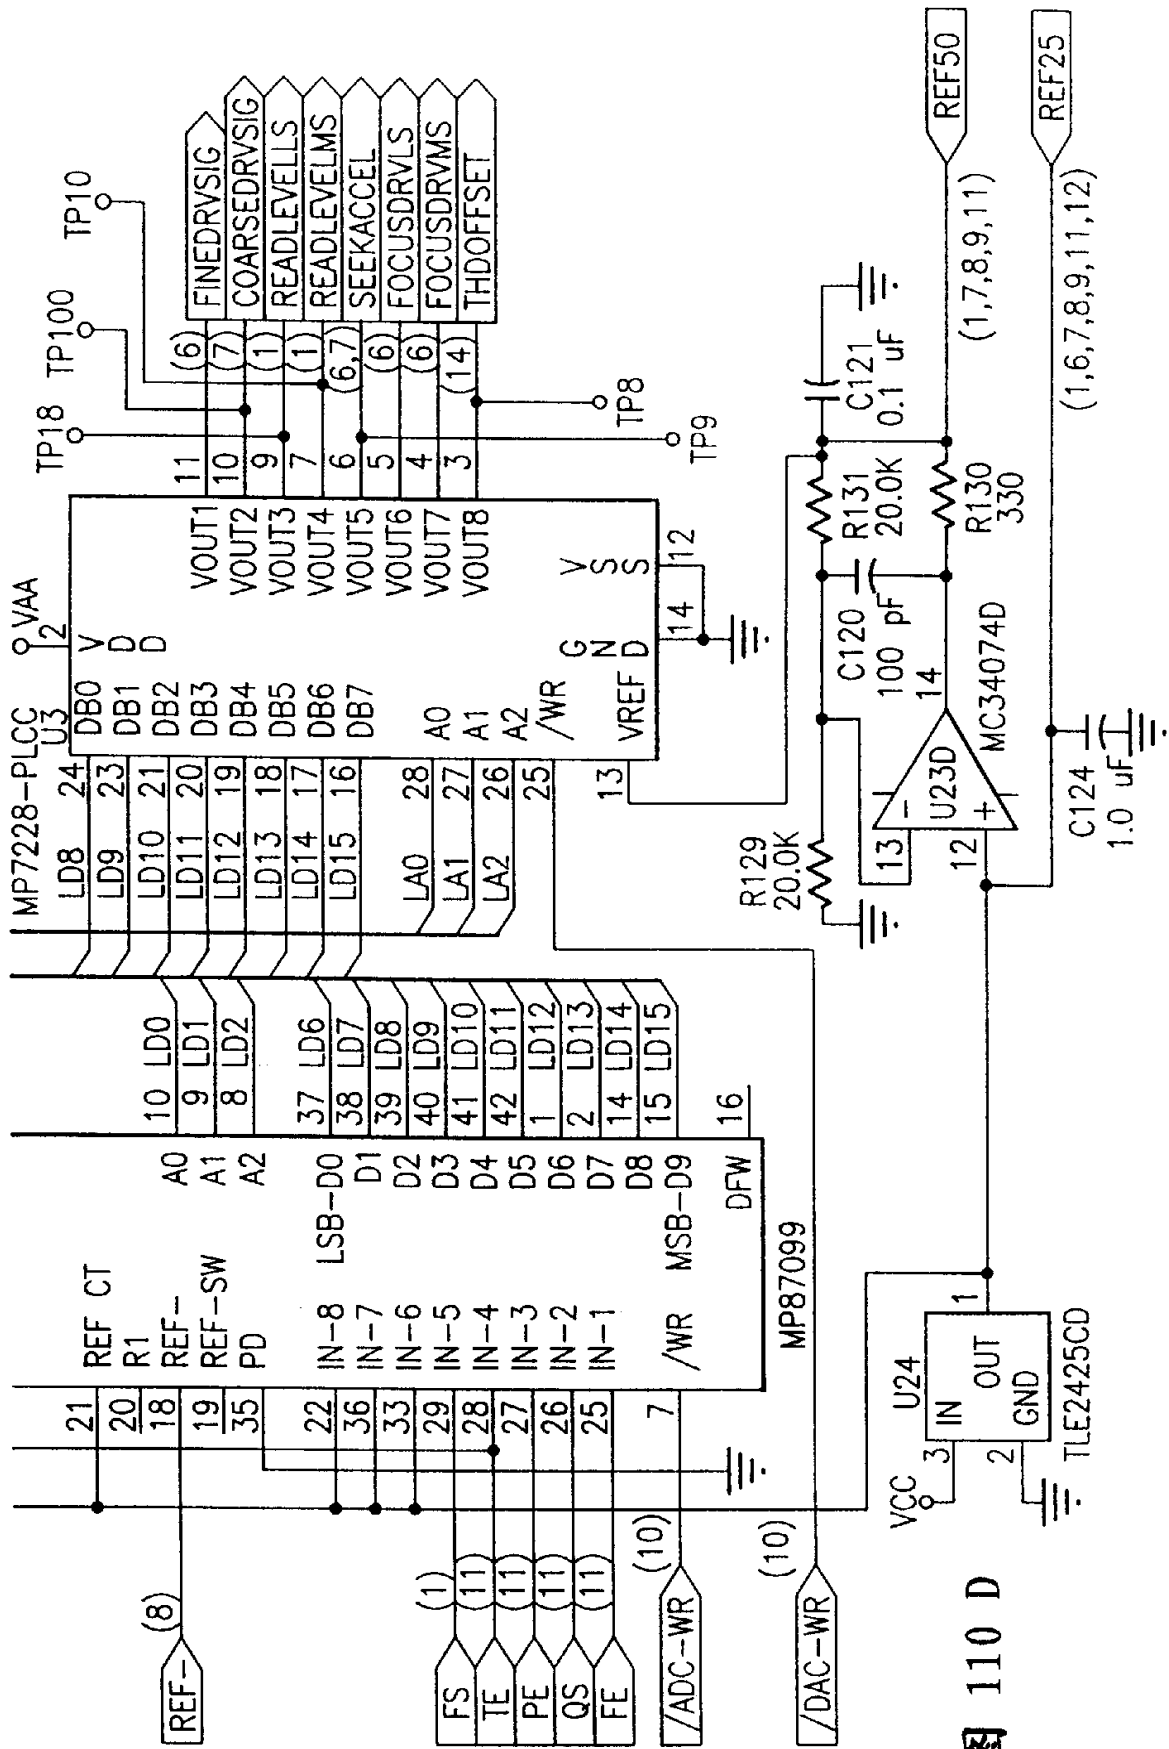 REF-
(8)
FS
TE
PE
QS
FE
(1)
(11)
(11)
(11)
(11)
/ADC-WR
(10)
/DAC-WR
(10)
21
20
18
19
35
22
36
33
29
28
27
26
25
7
REF CT
R1
REF-
REF-SW
PD
IN-8
IN-7
IN-6
IN-5
IN-4
IN-3
IN-2
IN-1
/WR
A0
A1
A2
LSB-D0
D1
D2
D3
D4
D5
D6
D7
D8
MSB-D9
DFW
MP87099
10 LD0
9 LD1
8 LD2
37 LD6
38 LD7
39 LD8
40 LD9
41 LD10
42 LD11
1 LD12
2 LD13
14 LD14
15 LD15
16
MP7228-PLCC
U3
LD8 24
LD9 23
LD10 21
LD11 20
LD12 19
LD13 18
LD14 17
LD15 16
LA0 28
LA1 27
LA2 26
25
13
DB0
DB1
DB2
DB3
DB4
DB5
DB6
DB7
A0
A1
A2
/WR
VREF
VAA
2
VDD
GND
14
VSS
12
VOUT1
VOUT2
VOUT3
VOUT4
VOUT5
VOUT6
VOUT7
VOUT8
11
10
9
7
6
5
4
3
TP18
TP100
TP10
TP8
TP9
(6)
(7)
(1)
(1)
(6,7)
(6)
(6)
(14)
FINEDRVSIG
COARSEDRVSIG
READLEVELLS
READLEVELMS
SEEKACCEL
FOCUSDRVLS
FOCUSDRVMS
THDOFFSET
R129
20.0K
C120
100 pF
R131
20.0K
C121
0.1 uF
13
12
U23D
-
+
14
MC34074D
R130
330
(1,7,8,9,11)
REF50
(1,6,7,8,9,11,12)
REF25
C124
1.0 uF
VCC
3
2
U24
IN
OUT
GND
1
TLE2425CD
图 110 D